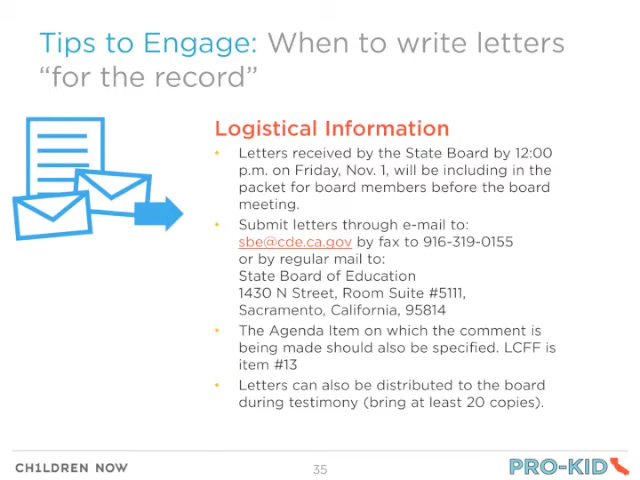 Tips to Engage: When to write letters
“for the record”
Logistical Information
• Letters received by the State Board by 12:00
p.m. on Friday, Nov. 1, will be including in the
packet for board members before the board
meeting.
• Submit letters through e-mail to:
sbe@cde.ca.gov by fax to 916-319-0155
or by regular mail to:
State Board of Education
1430 N Street, Room Suite #5111,
Sacramento, California, 95814
• The Agenda Item on which the comment is
being made should also be specified. LCFF is
item #13
• Letters can also be distributed to the board
during testimony (bring at least 20 copies).
CH1LDREN NOW
35
PRO-KID